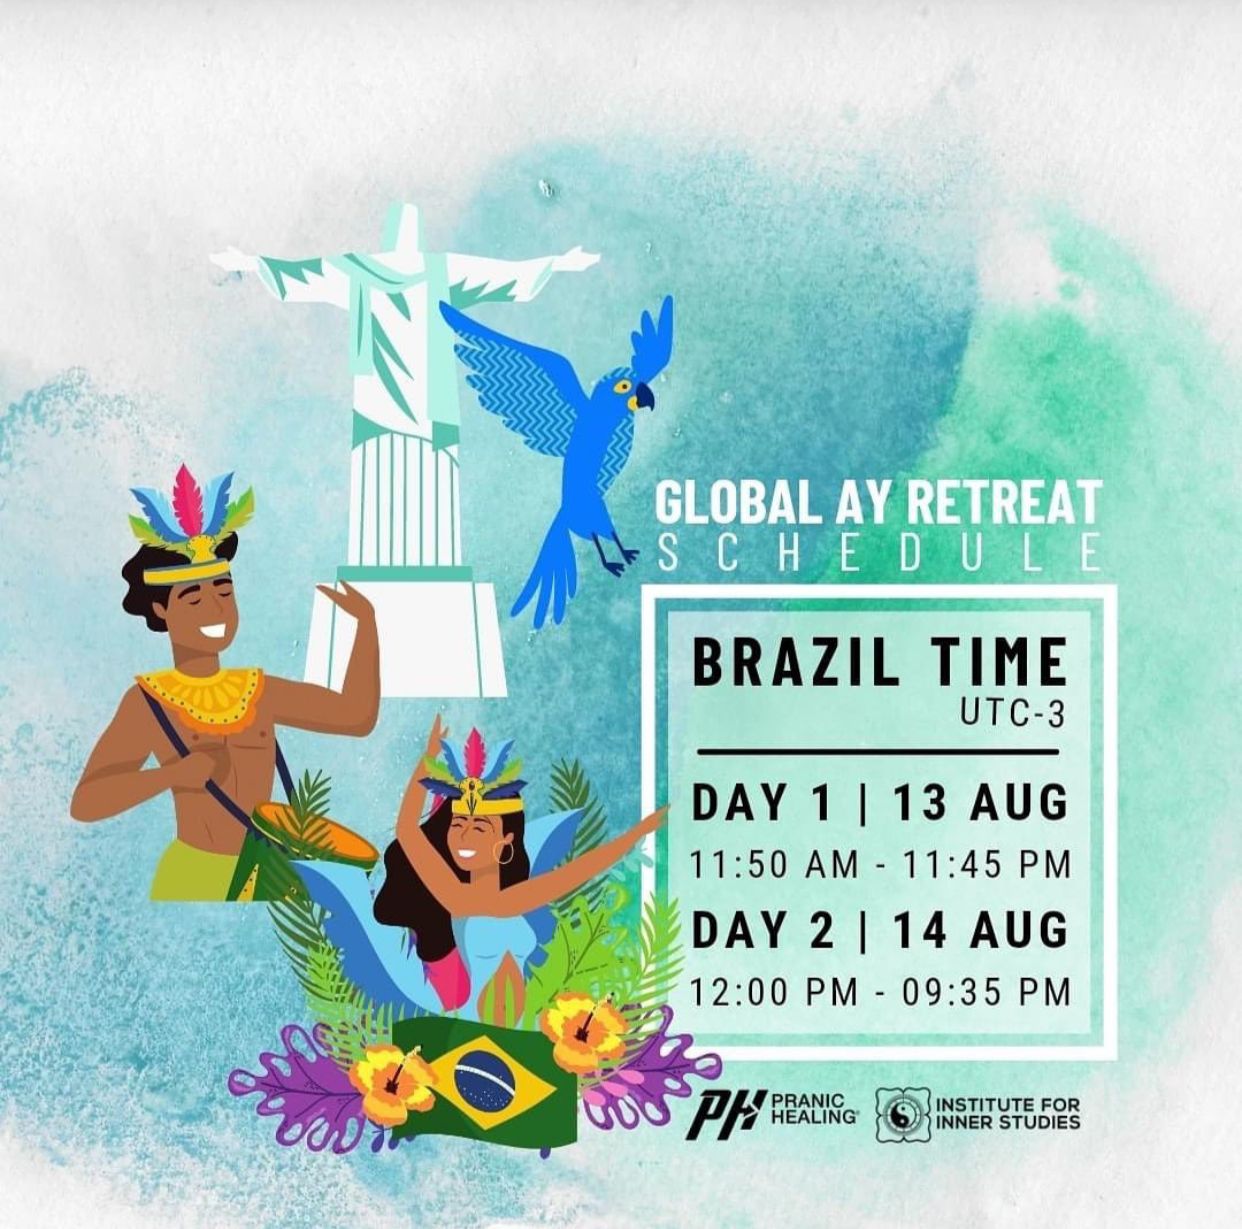 GLOBAL AY RETREAT
SCHEDULE
BRAZIL TIME
UTC-3
DAY 1 | 13 AUG
11:50 AM - 11:45 PM
DAY 2 | 14 AUG
12:00 PM - 09:35 PM
PH PRANIC
HEALING®
INSTITUTE FOR
INNER STUDIES